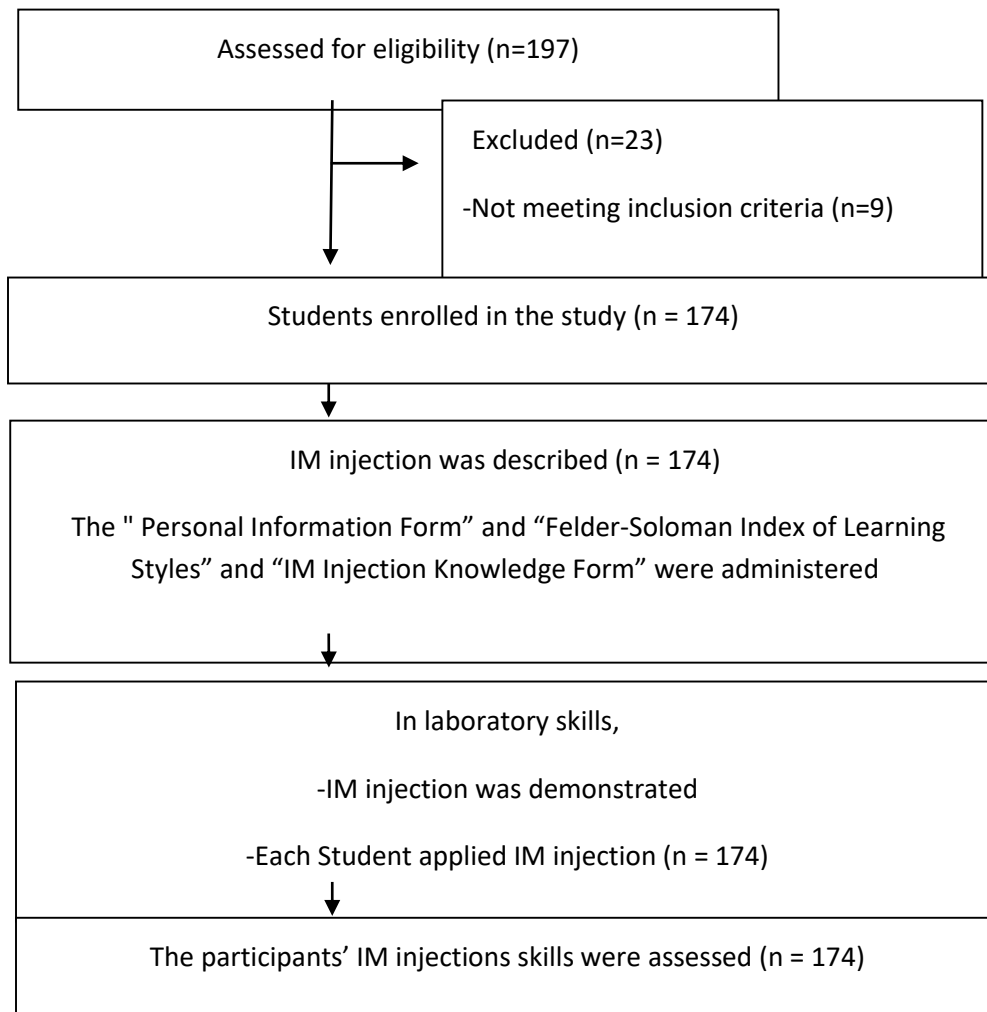 Assessed for eligibility (n=197)
Excluded (n=23)
-Not meeting inclusion criteria (n=9)
Students enrolled in the study (n = 174)
IM injection was described (n = 174)
The " Personal Information Form” and “Felder-Soloman Index of Learning
Styles” and “IM Injection Knowledge Form” were administered
In laboratory skills,
-IM injection was demonstrated
-Each Student applied IM injection (n = 174)
The participants’ IM injections skills were assessed (n = 174)